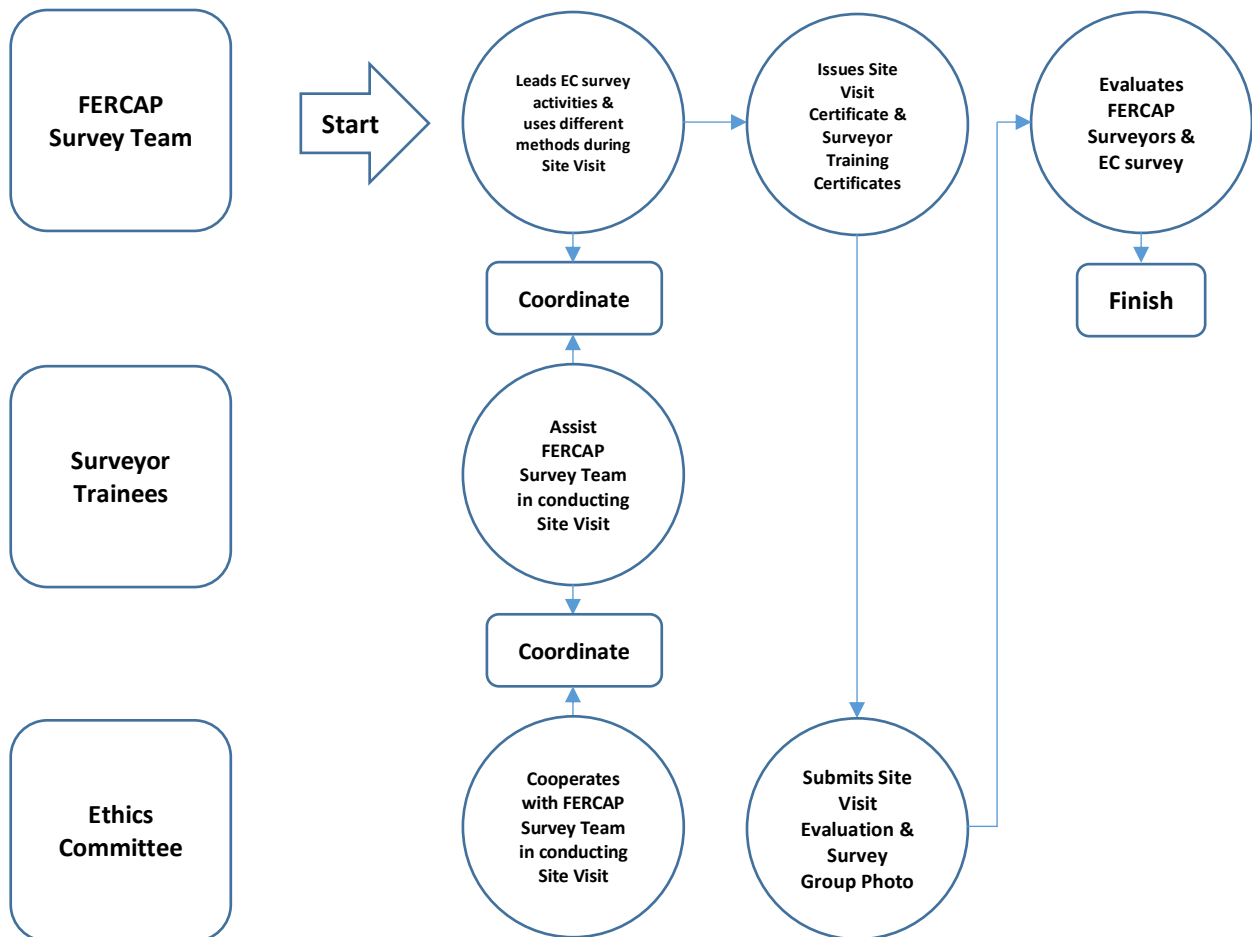 FERCAP
Survey Team
Start
Leads EC survey
activities &
uses different
methods during
Site Visit
Issues Site
Visit
Certificate &
Surveyor
Training
Certificates
Evaluates
FERCAP
Surveyors &
EC survey
Coordinate
Finish
Surveyor
Trainees
Assist
FERCAP
Survey Team
in conducting
Site Visit
Coordinate
Ethics
Committee
Cooperates
with FERCAP
Survey Team
in conducting
Site Visit
Submits Site
Visit
Evaluation &
Survey
Group Photo